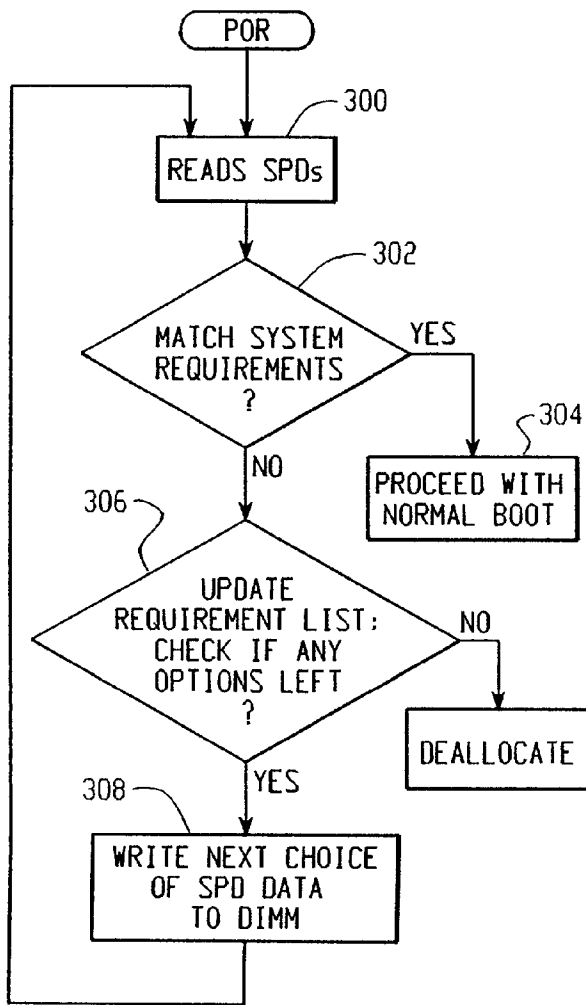 POR
300
READS SPDs
302
MATCH SYSTEM
REQUIREMENTS
?
YES
304
PROCEED WITH
NORMAL BOOT
NO
306
UPDATE
REQUIREMENT LIST:
CHECK IF ANY
OPTIONS LEFT
?
NO
DEALLOCATE
YES
308
WRITE NEXT CHOICE
OF SPD DATA
TO DIMM